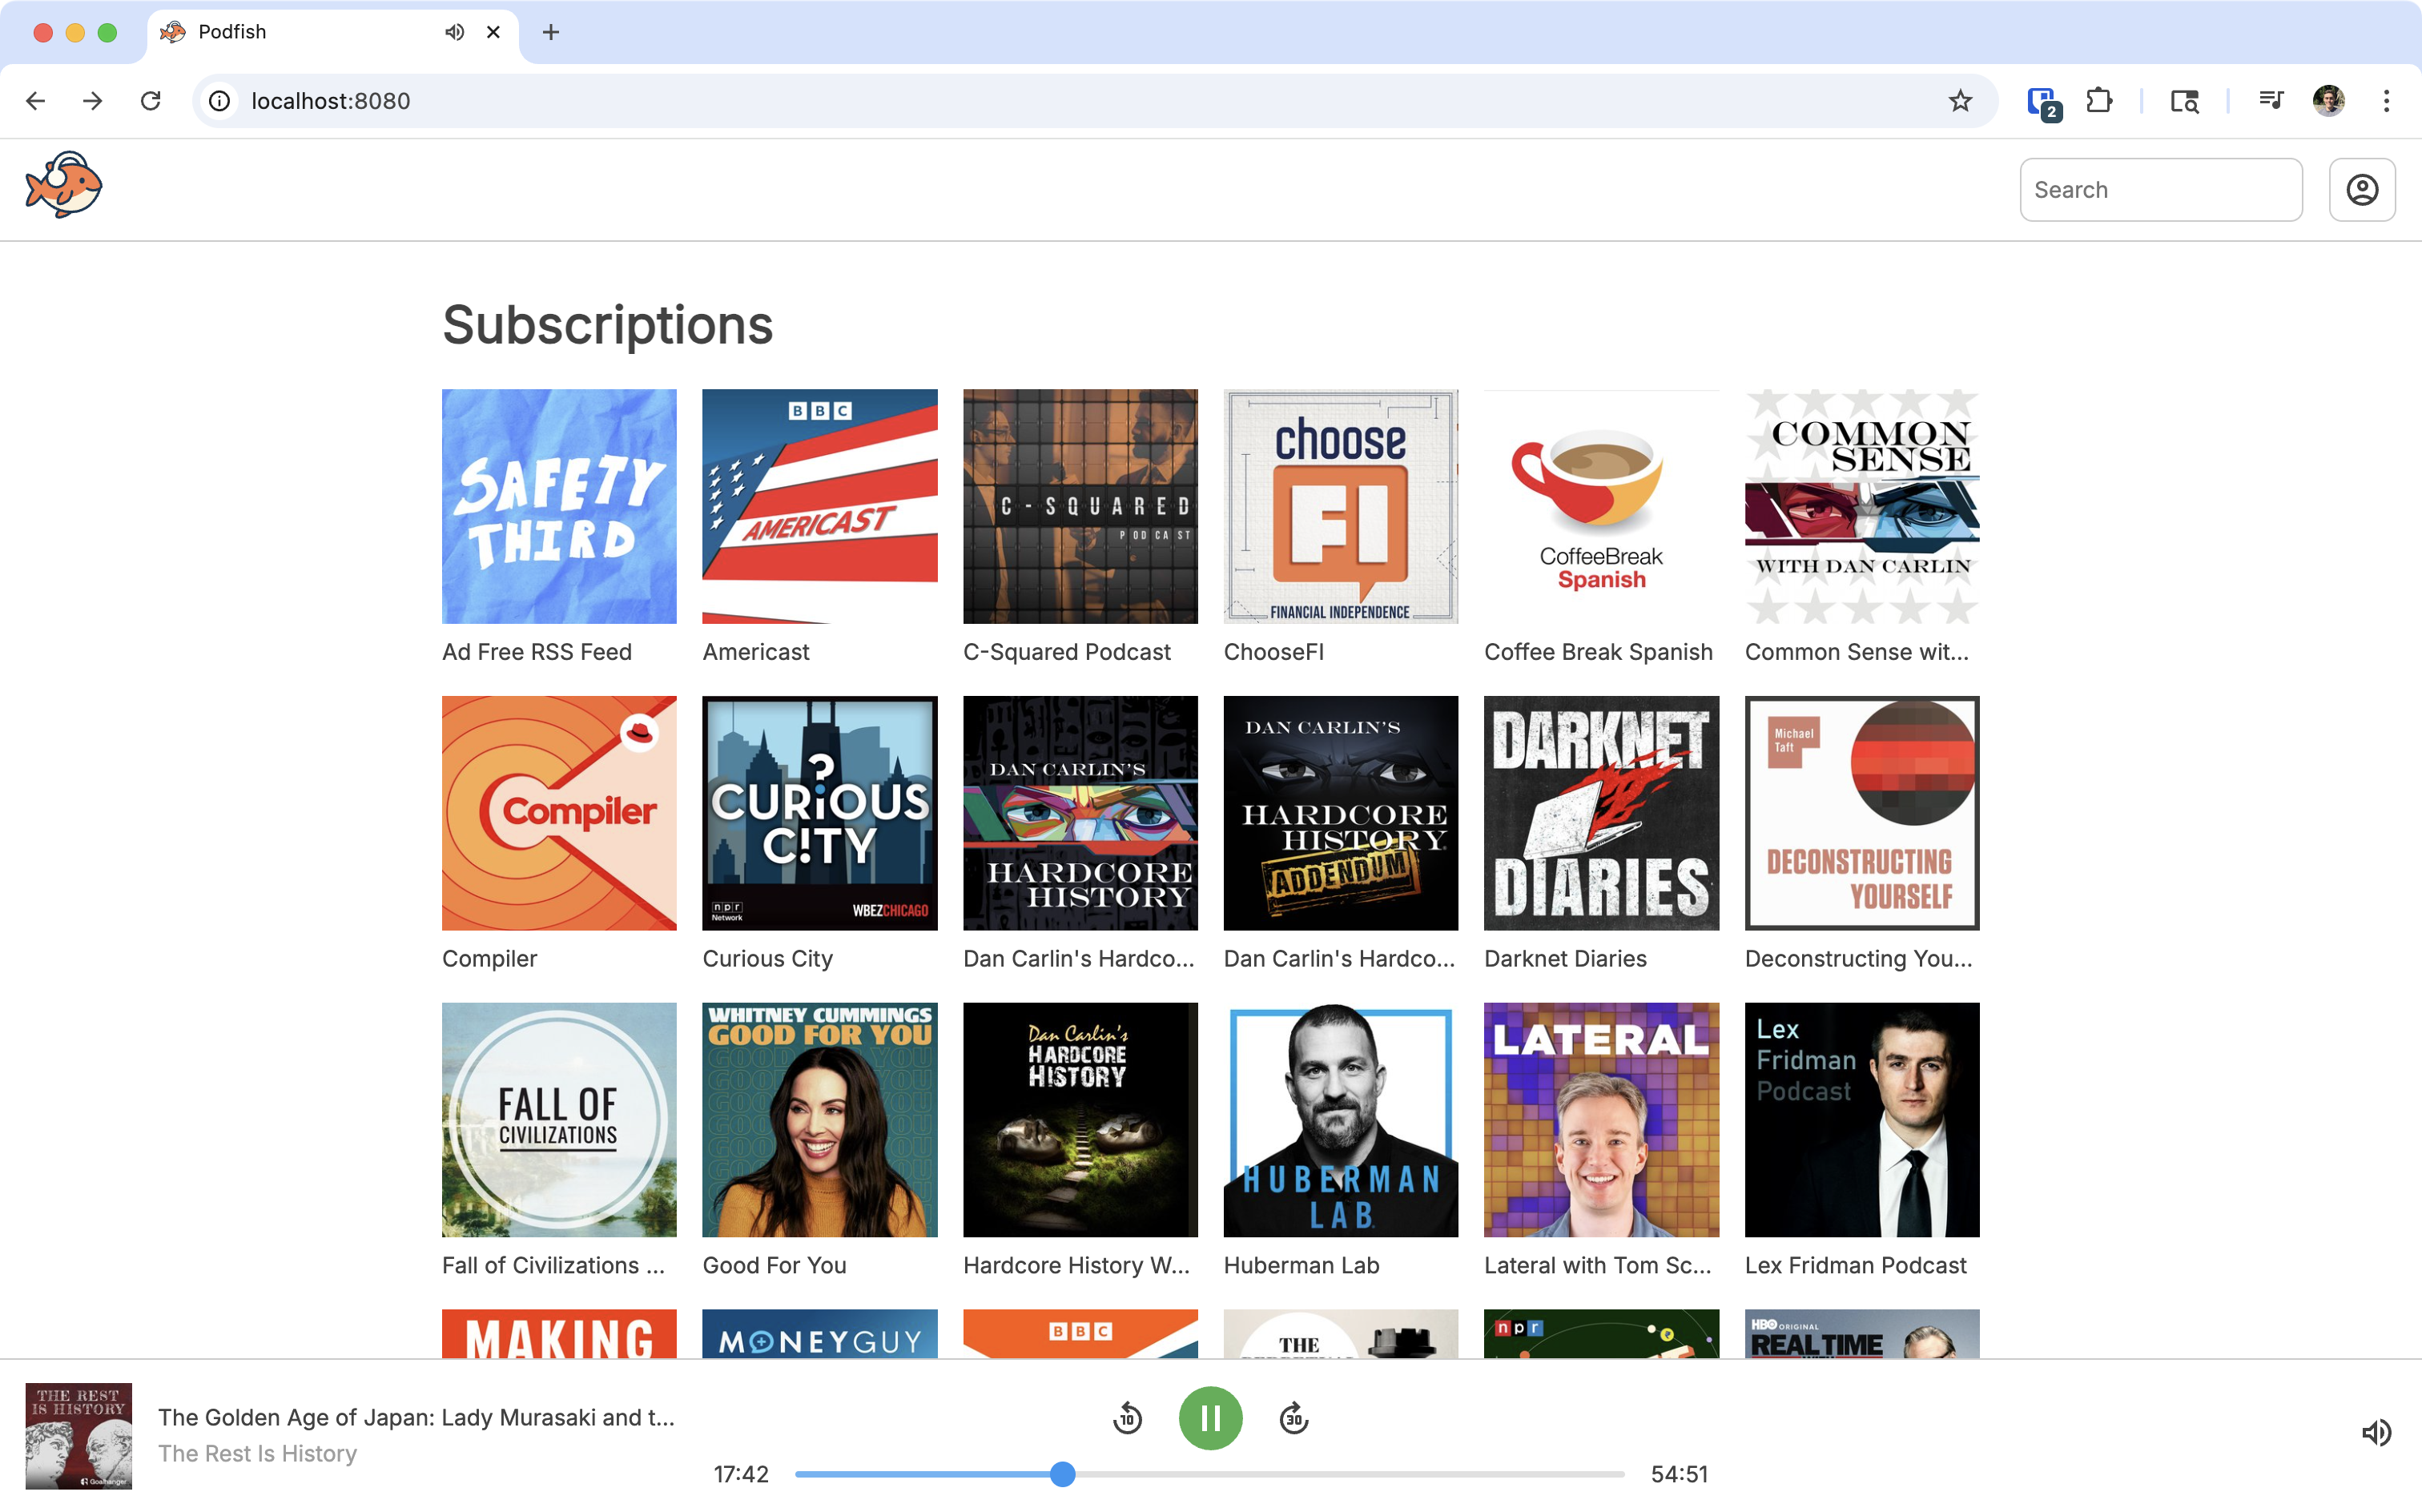 Podfish
localhost:8080
2
Search
Subscriptions
SAFETY
THIRD
BBC
AMERICAST
C-SQUARED
PODCAST
choose
FI
FINANCIAL INDEPENDENCE
CoffeeBreak
Spanish
COMMON
SENSE
WITH DAN CARLIN
Ad Free RSS Feed
Americast
C-Squared Podcast
ChooseFI
Coffee Break Spanish
Common Sense wit...
Compiler
?
CURiOUS
C!TY
npr
Network
WBEZCHICAGO
DAN CARLIN'S
HARDCORE
HISTORY
DAN CARLIN'S
HARDCORE
HISTORY
ADDENDUM
DARKNET
DIARIES
Michael
Taft
DECONSTRUCTING
YOURSELF
Compiler
Curious City
Dan Carlin's Hardco...
Dan Carlin's Hardco...
Darknet Diaries
Deconstructing You...
FALL OF
CIVILIZATIONS
WHITNEY CUMMINGS
GOOD FOR YOU
Dan Carlin's
HARDCORE
HISTORY
HUBERMAN
LAB
LATERAL
Lex
Fridman
Podcast
Fall of Civilizations ...
Good For You
Hardcore History W...
Huberman Lab
Lateral with Tom Sc...
Lex Fridman Podcast
MAKING
MONEYGUY
BBC
THE
npr
HBO ORIGINAL
REAL TIME
THE REST
IS HISTORY
Goalhanger
The Golden Age of Japan: Lady Murasaki and t...
The Rest Is History
10
30
17:42
54:51